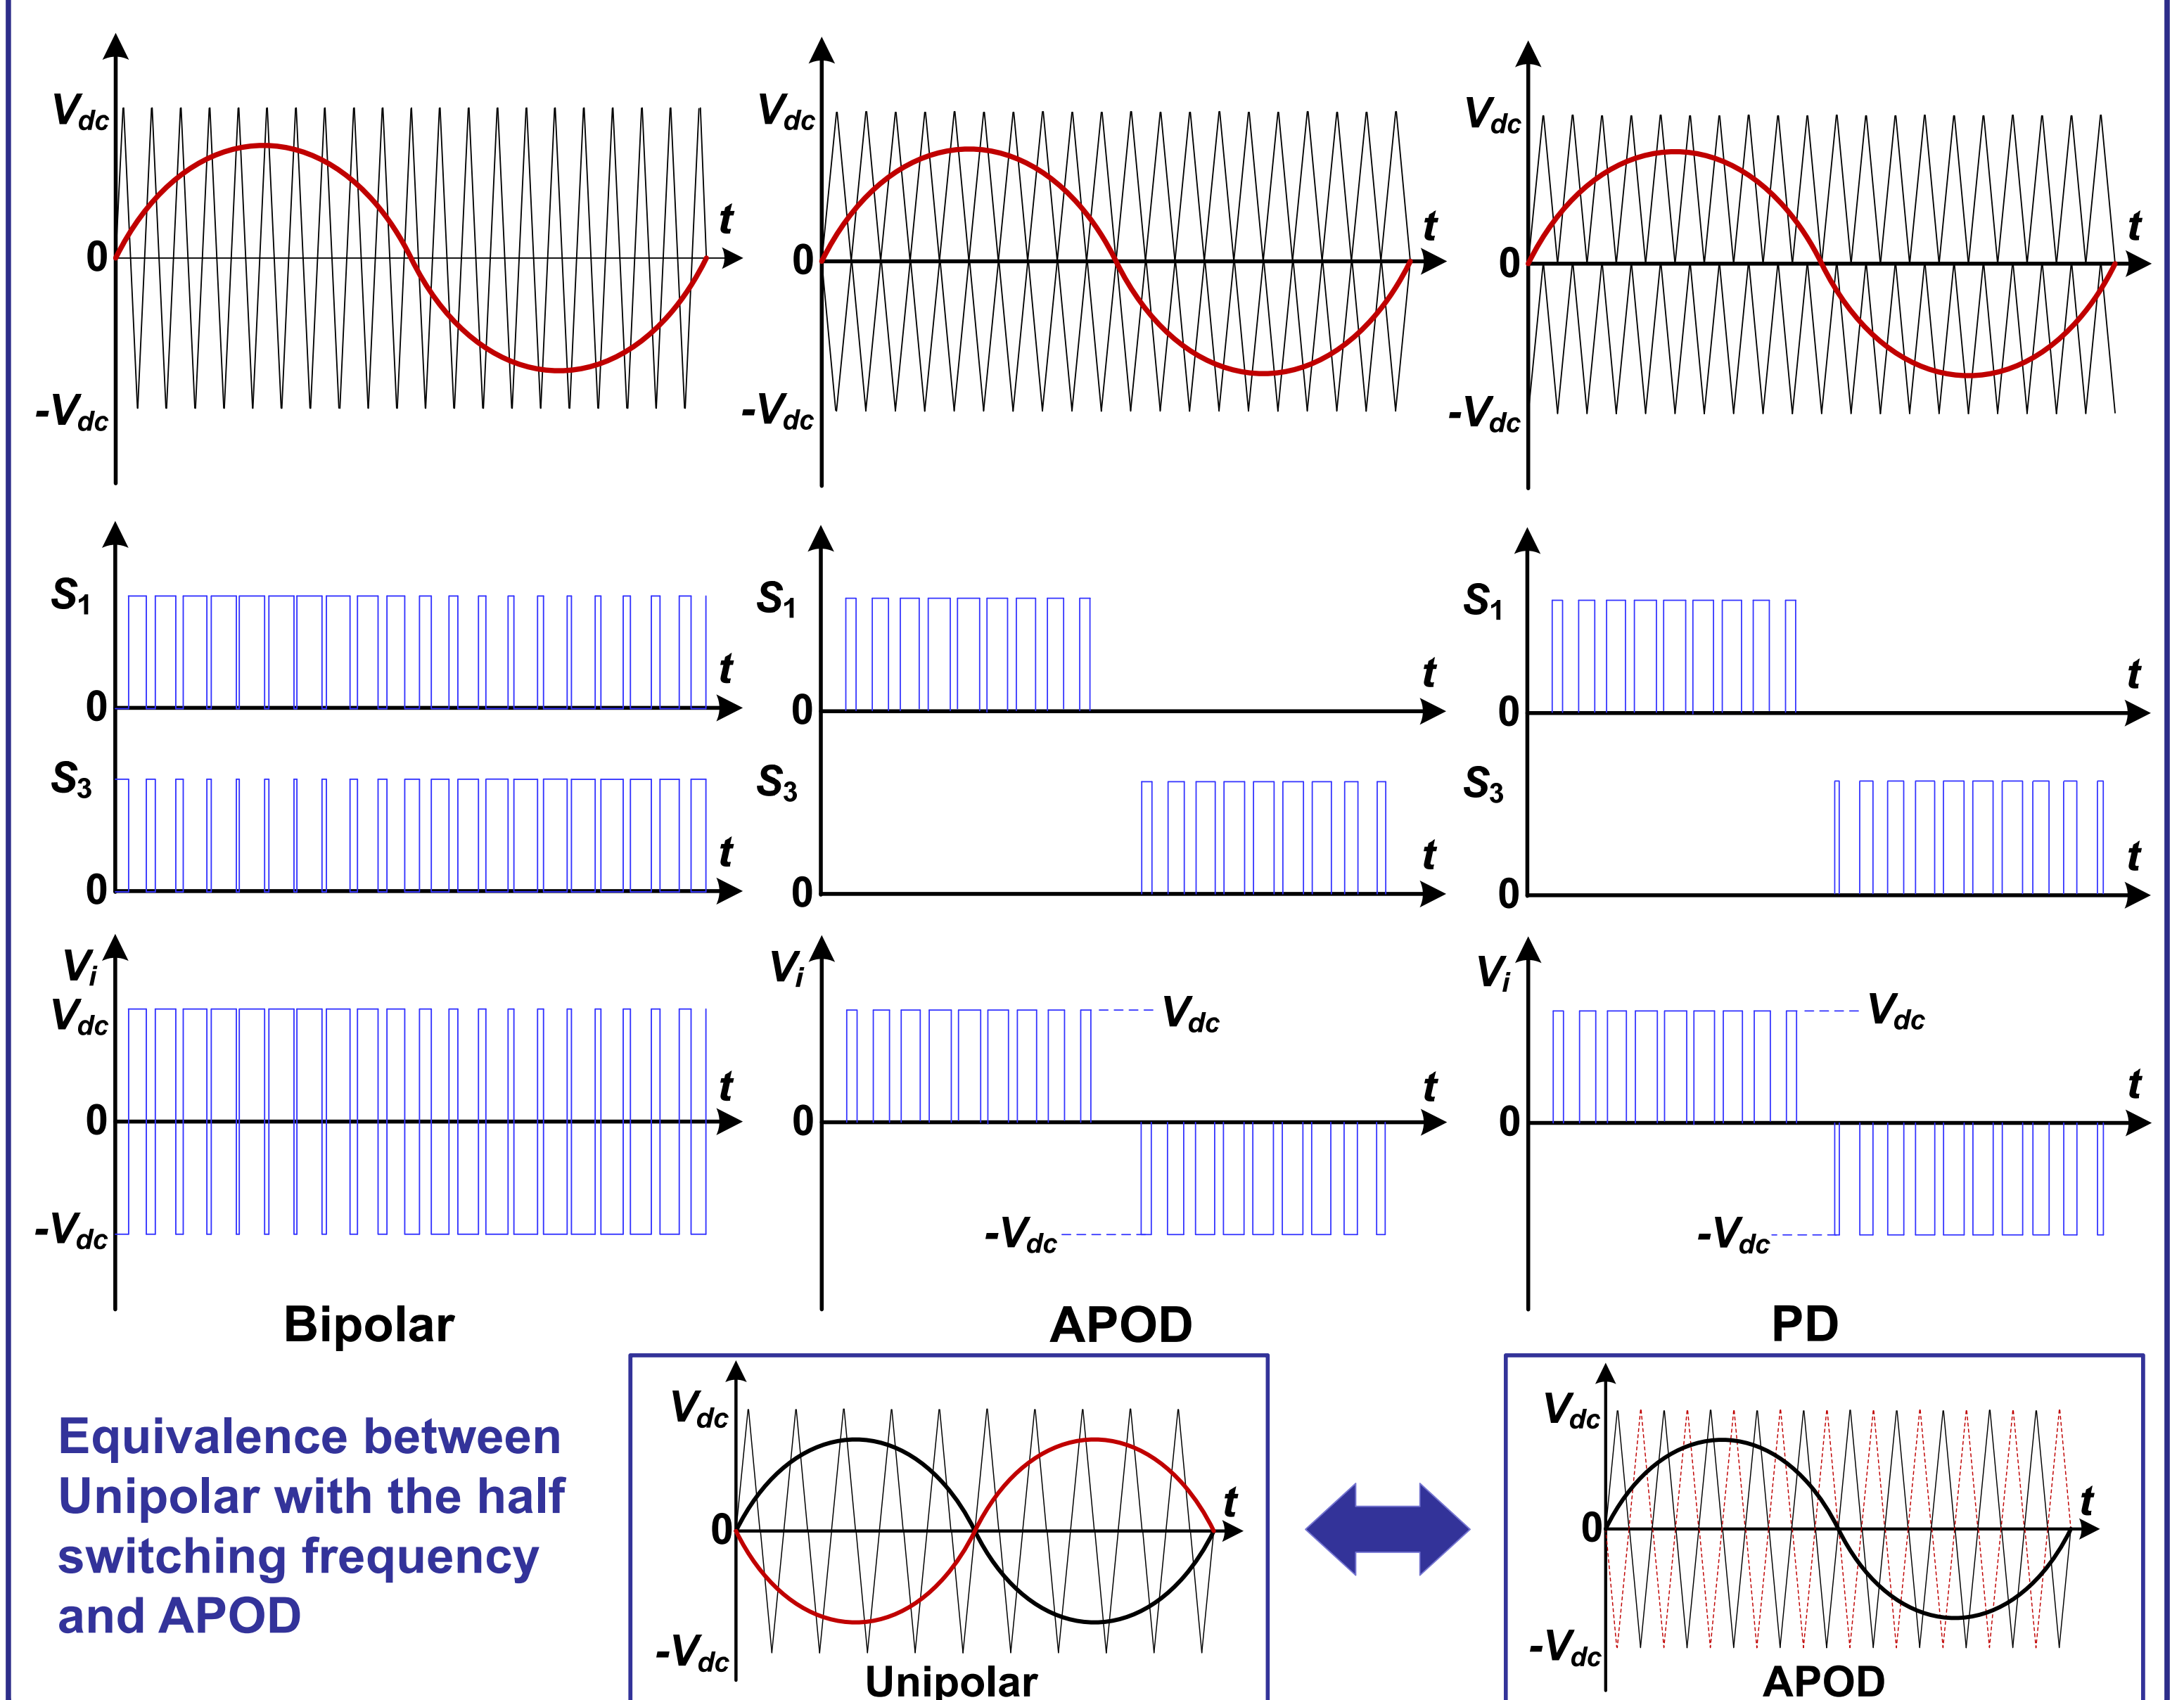 Vdc
0
-Vdc
t
Vdc
0
-Vdc
t
Vdc
0
-Vdc
t
S1
0
t
S1
0
t
S1
0
t
S3
0
t
S3
0
t
S3
0
t
Vi
Vdc
0
-Vdc
t
Vi
Vdc
0
-Vdc
t
Vi
Vdc
0
-Vdc
t
Bipolar
APOD
PD
Equivalence between
Unipolar with the half
switching frequency
and APOD
Vdc
0
-Vdc
t
Unipolar
Vdc
0
-Vdc
t
APOD